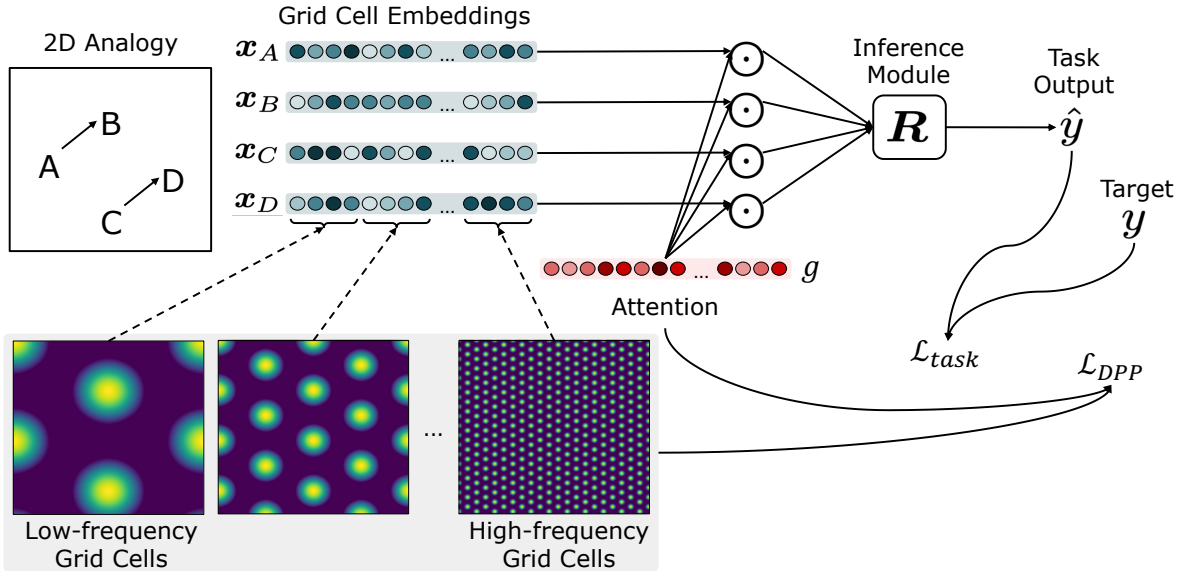 2D Analogy
A
B
C
D
Grid Cell Embeddings
x_A
...
x_B
...
x_C
...
x_D
...
⊙
⊙
⊙
⊙
Inference
Module
R
Task
Output
ŷ
Target
y
... g
Attention
ℒ_task
ℒ_DPP
...
Low-frequency
Grid Cells
High-frequency
Grid Cells